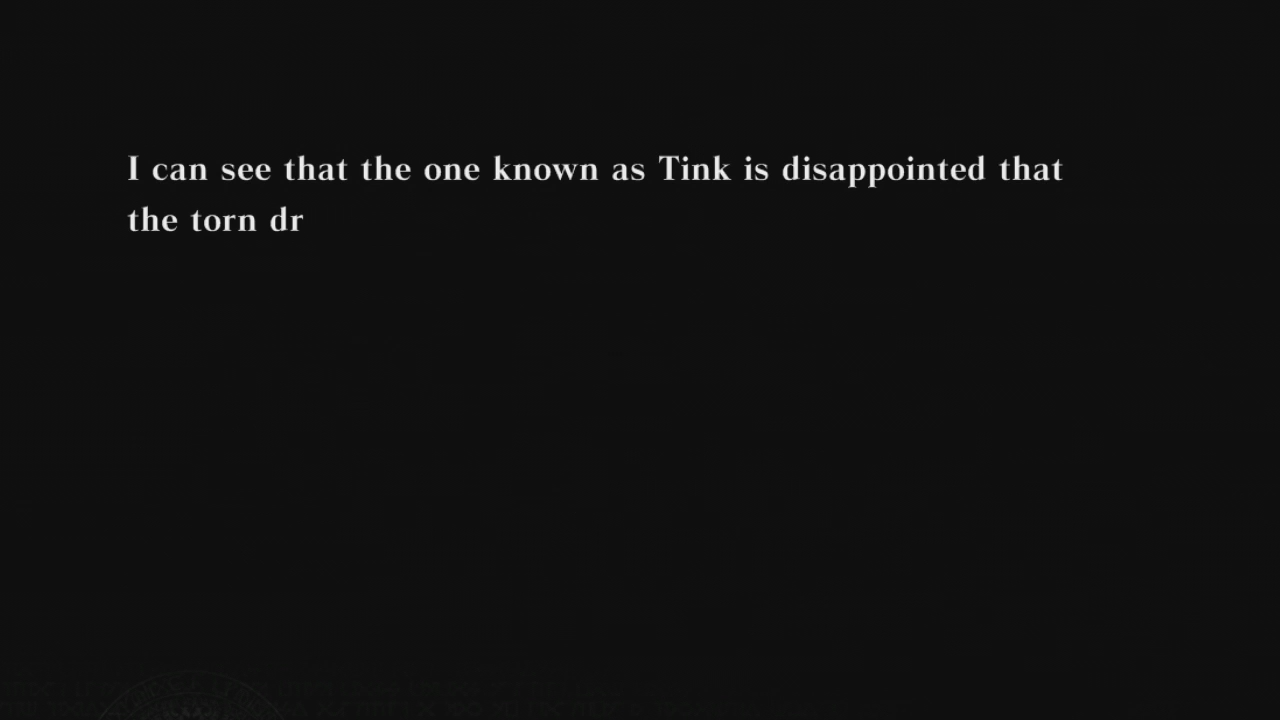 I can see that the one known as Tink is disappointed that
the torn dr